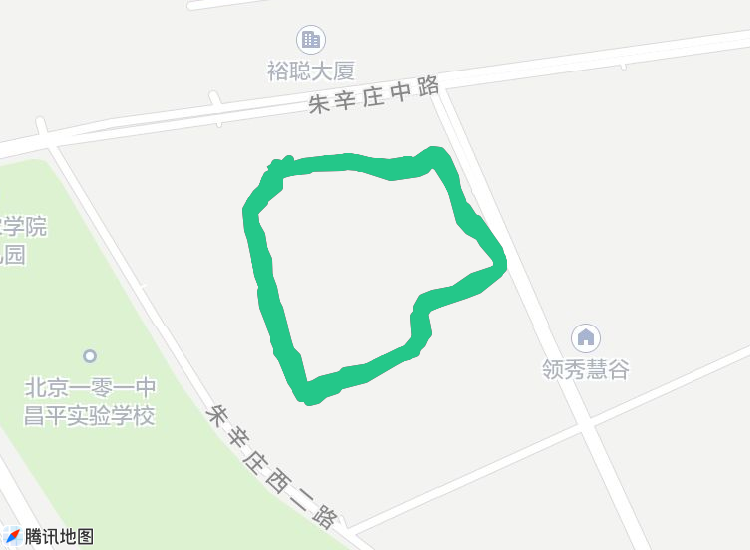 裕聪大厦
朱辛庄中路
学院
园
领秀慧谷
北京一零一中
昌平实验学校
朱辛庄西二路
腾讯地图